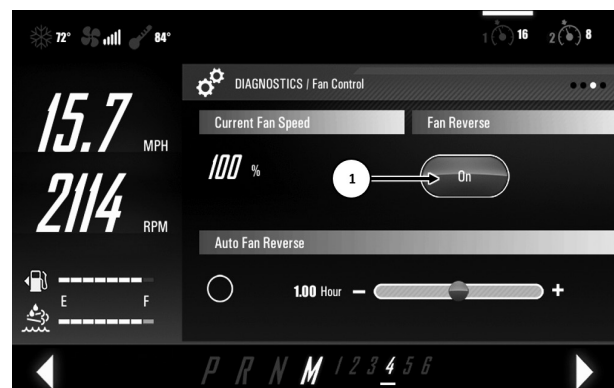 72° 84° 1 16 2 8
DIAGNOSTICS / Fan Control
15.7 MPH
2114 RPM
E F
Current Fan Speed
Fan Reverse
100 %
1
On
Auto Fan Reverse
1.00 Hour − +
P R N M 1 2 3 4 5 6